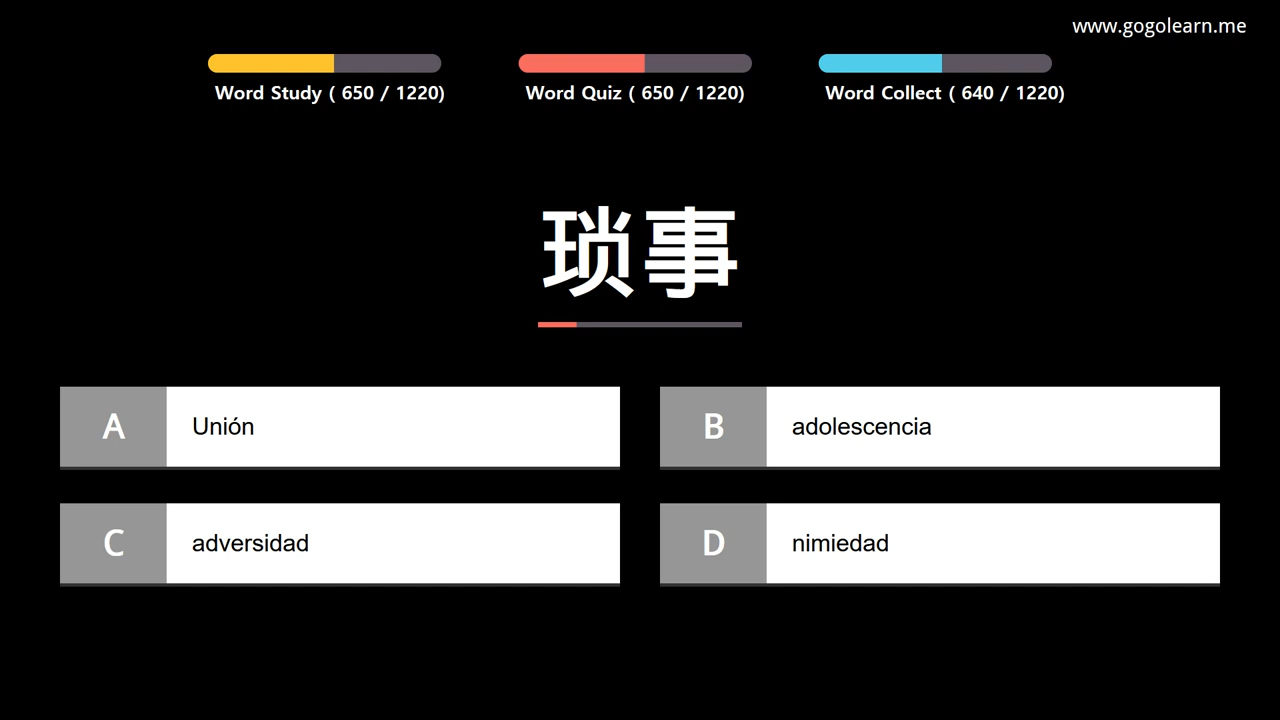 www.gogolearn.me
Word Study ( 650 / 1220)
Word Quiz ( 650 / 1220)
Word Collect ( 640 / 1220)
琐事
A Unión
B adolescencia
C adversidad
D nimiedad